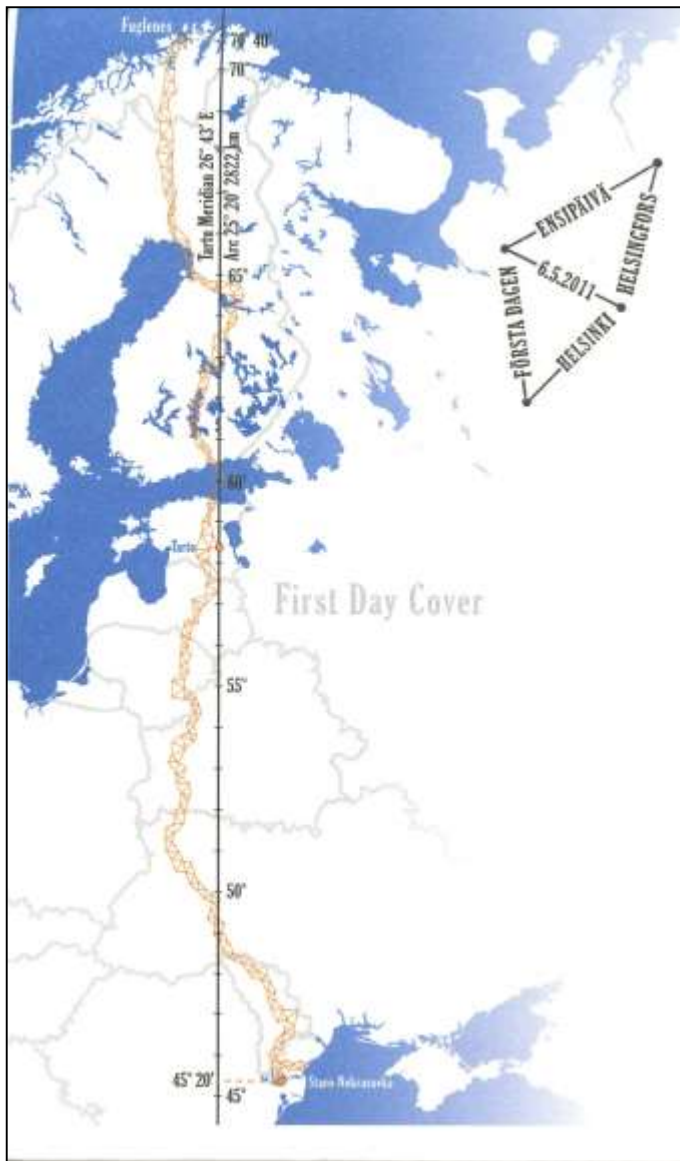 Fuglenes
70° 40'
70°
Tartu Meridian 26° 43' E
Arc 25° 20' 2822 km
ENSIPÄIVÄ
HELSINGFORS
6.5.2011
FÖRSTA DAGEN
HELSINKI
65°
60°
Tartu
First Day Cover
55°
50°
45° 20'
Staro-Nekrasowka
45°